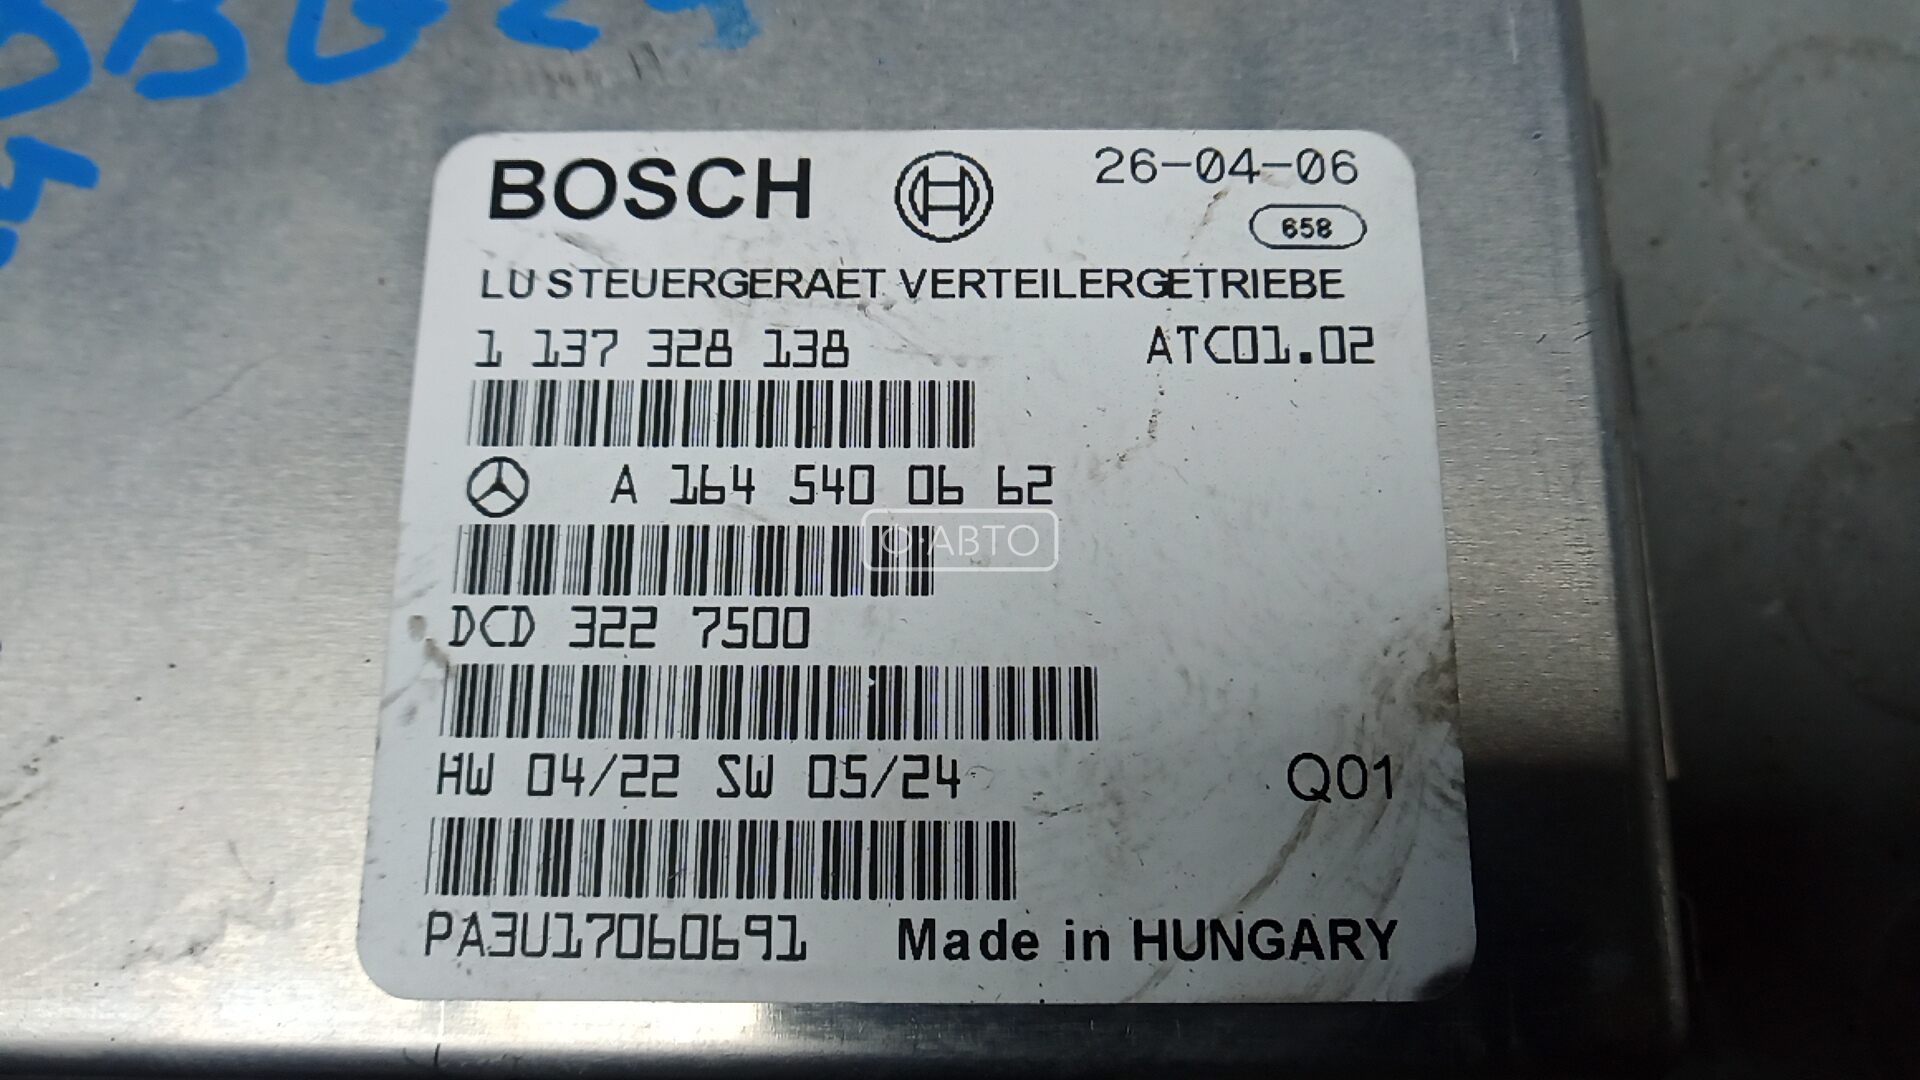 BOSCH 26-04-06
658
LU STEUERGERAET VERTEILERGETRIEBE
1 137 328 138 ATC01.02
A 164 540 06 62
О·АВТО
DCD 322 7500
HW 04/22 SW 05/24 Q01
PA3U17060691 Made in HUNGARY